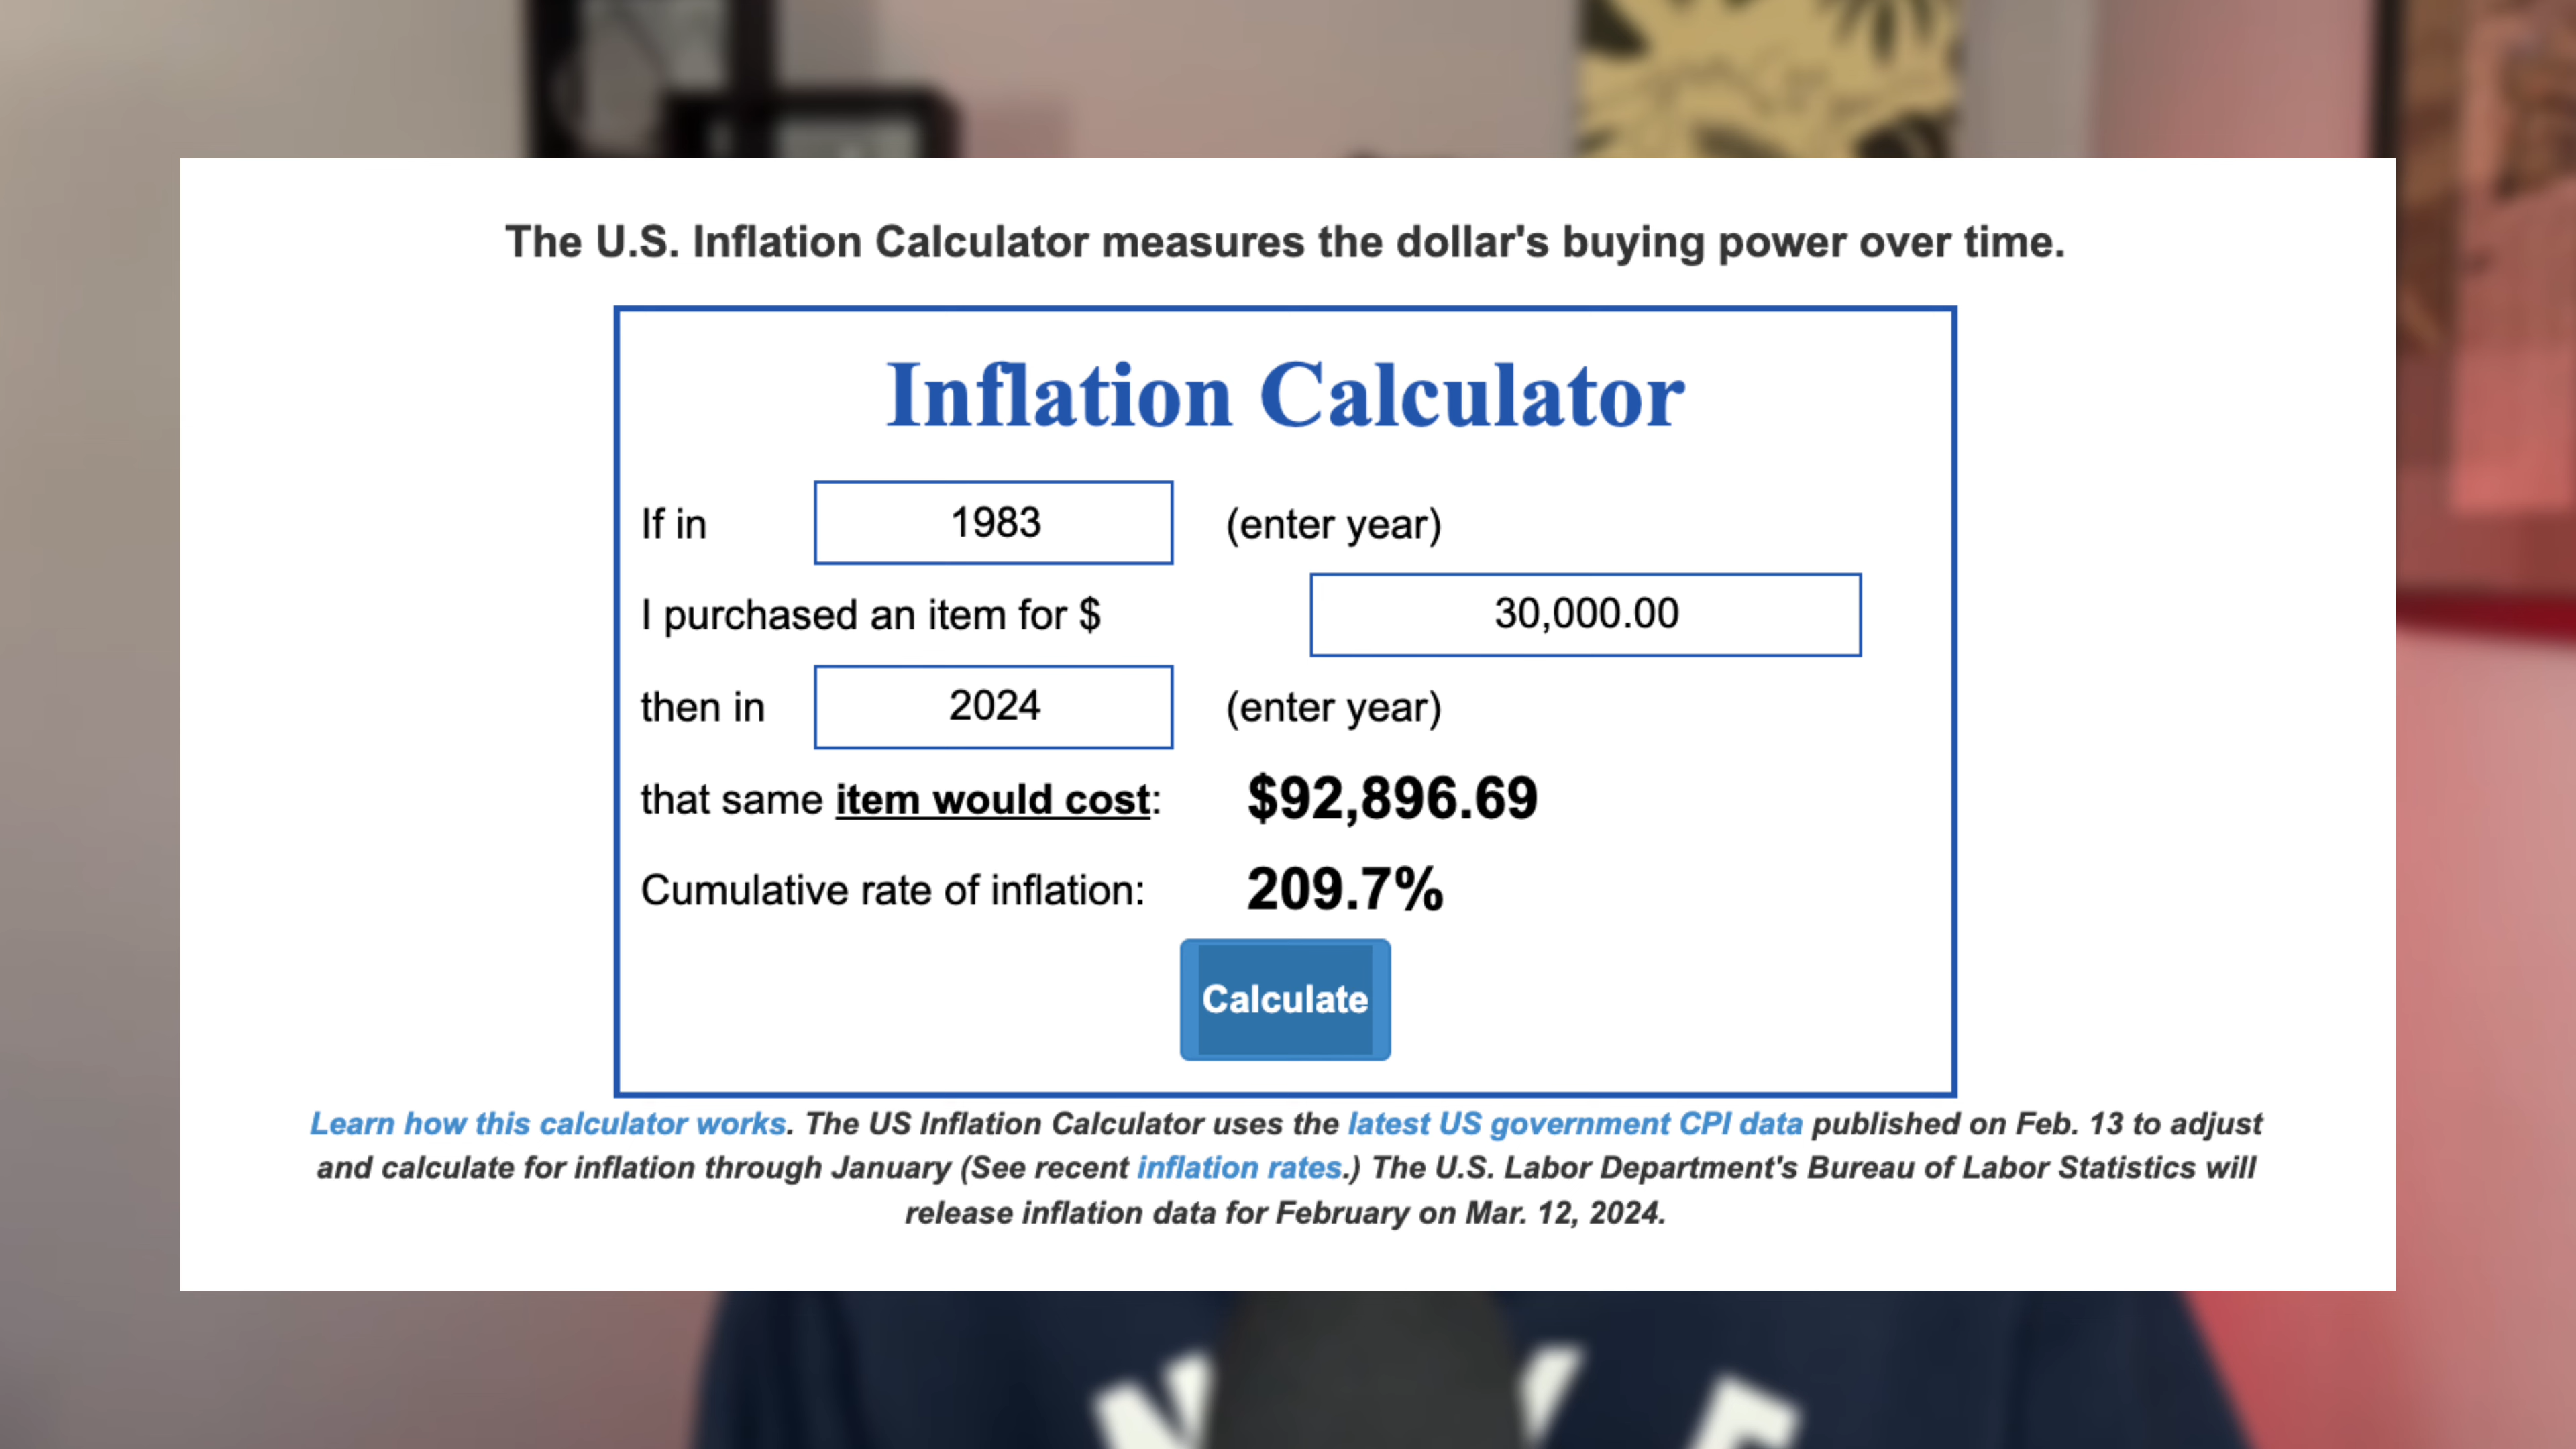 The U.S. Inflation Calculator measures the dollar's buying power over time.
Inflation Calculator
If in 1983 (enter year)
I purchased an item for $ 30,000.00
then in 2024 (enter year)
that same item would cost: $92,896.69
Cumulative rate of inflation: 209.7%
Calculate
Learn how this calculator works. The US Inflation Calculator uses the latest US government CPI data published on Feb. 13 to adjust
and calculate for inflation through January (See recent inflation rates.) The U.S. Labor Department's Bureau of Labor Statistics will
release inflation data for February on Mar. 12, 2024.